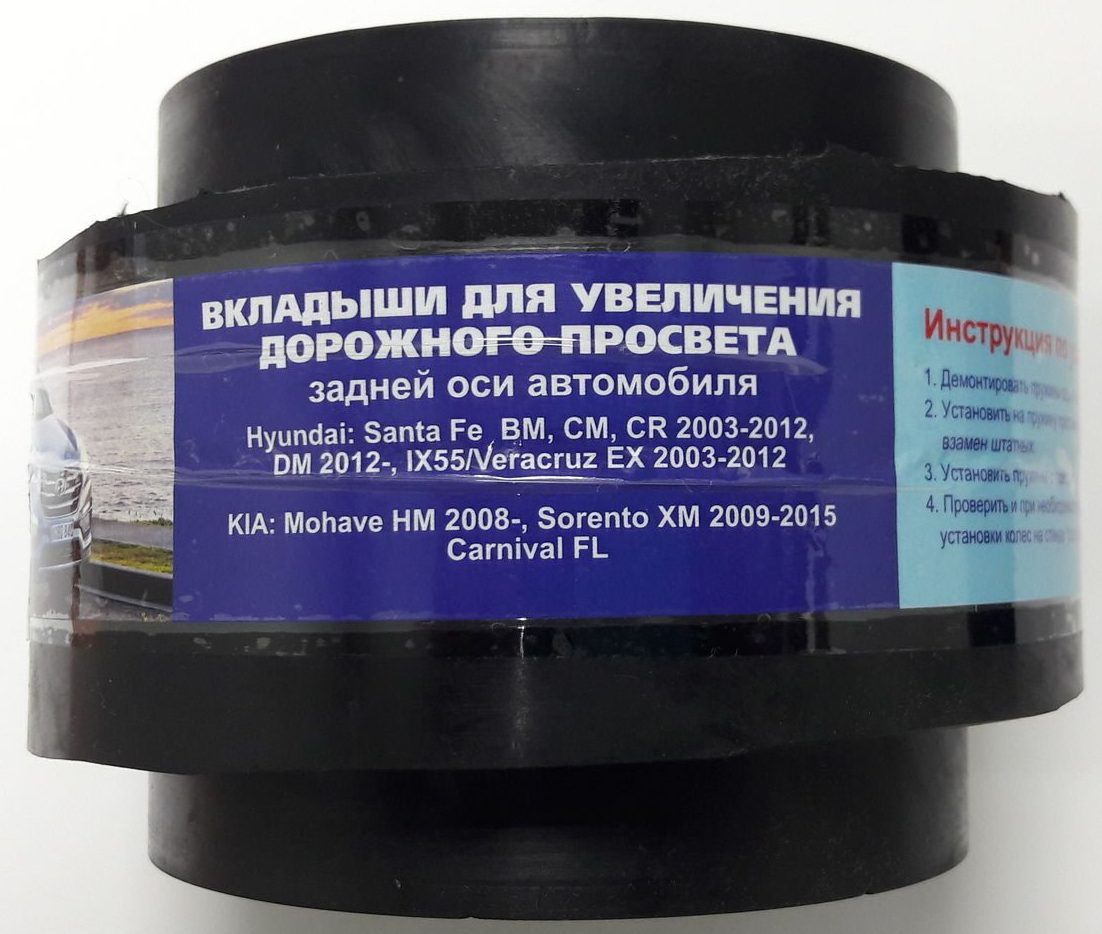 ВКЛАДЫШИ ДЛЯ УВЕЛИЧЕНИЯ
ДОРОЖНОГО ПРОСВЕТА
задней оси автомобиля
Hyundai: Santa Fe BM, CM, CR 2003-2012,
DM 2012-, IX55/Veracruz EX 2003-2012
KIA: Mohave HM 2008-, Sorento XM 2009-2015
Carnival FL
Инструкция по
1. Демонтировать пружины
2. Установить на пружину
взамен штатных
3. Установить пружины
4. Проверить и при необходимости
установки колес на